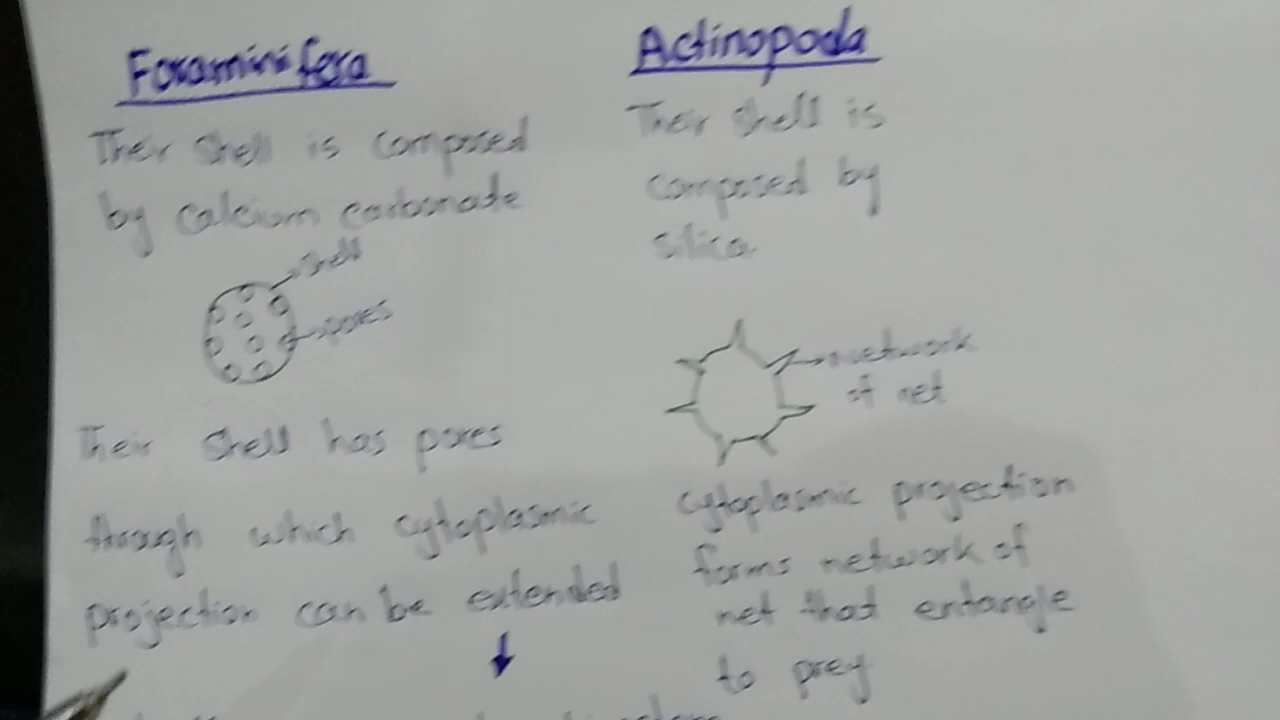 Foraminifera
Their shell is composed
by calcium carbonate
shell
pores
Their shell has pores
through which cytoplasmic
projection can be extended
Actinopoda
Their shell is
composed by
silica
network
of net
cytoplasmic projection
forms network of
net that entangle
to prey